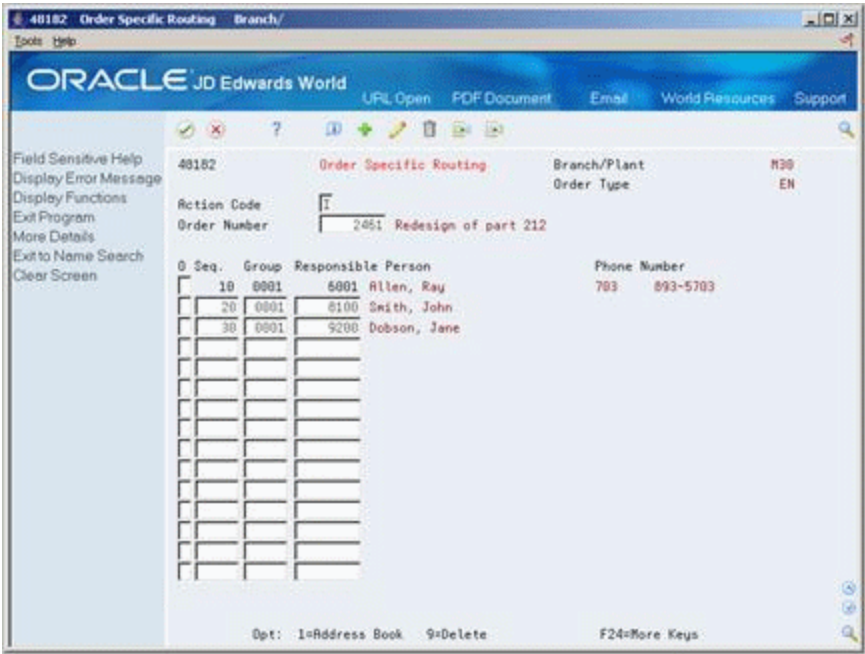 48182 Order Specific Routing Branch/
Tools Help
ORACLE JD Edwards World
URL Open PDF Document Email World Resources Support
Field Sensitive Help
Display Error Message
Display Functions
Exit Program
More Details
Exit to Name Search
Clear Screen
48182 Order Specific Routing Branch/Plant M30
Order Type EN
Action Code I
Order Number 2461 Redesign of part 212
O Seq. Group Responsible Person Phone Number
10 0001 6001 Allen, Ray 703 893-5703
20 0001 8100 Smith, John
30 0001 9200 Dobson, Jane
Opt: 1=Address Book 9=Delete F24=More Keys